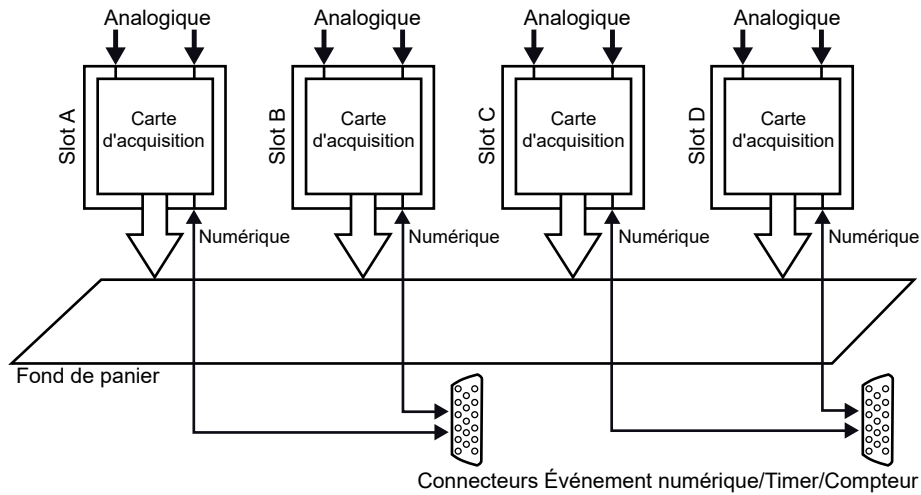 Analogique
Analogique
Analogique
Analogique
Slot A
Carte
d'acquisition
Slot B
Carte
d'acquisition
Slot C
Carte
d'acquisition
Slot D
Carte
d'acquisition
Numérique
Numérique
Numérique
Numérique
Fond de panier
Connecteurs Événement numérique/Timer/Compteur